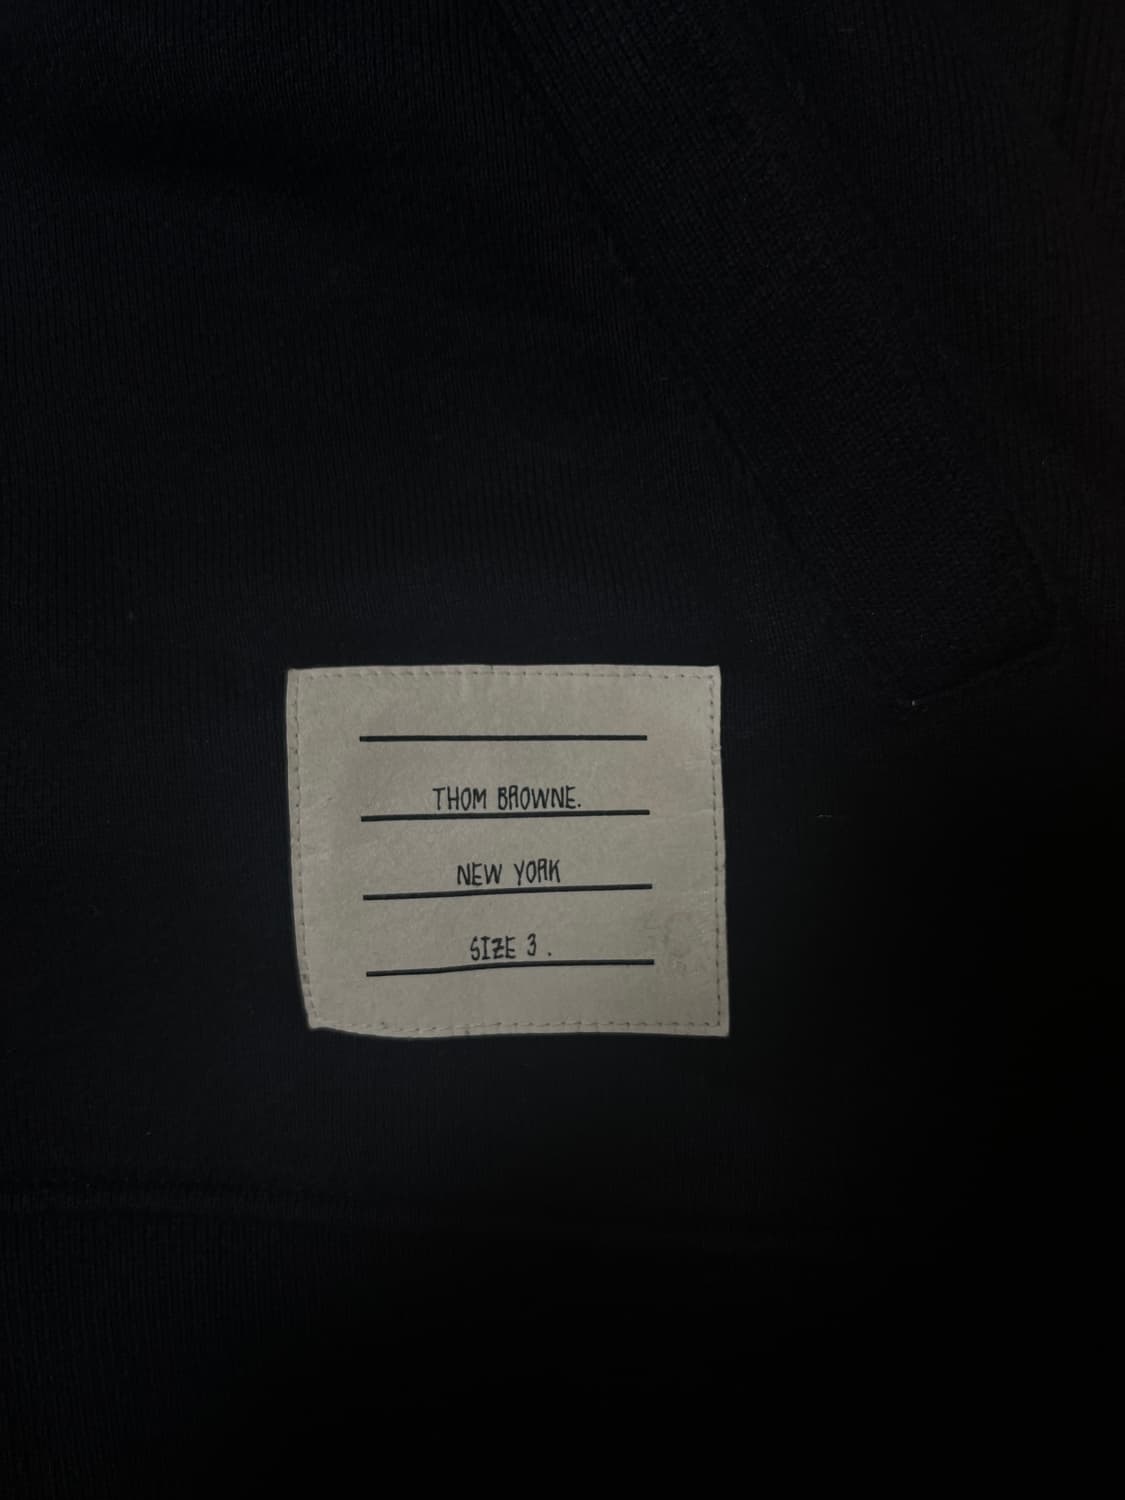 THOM BROWNE.
NEW YORK
SIZE 3 .